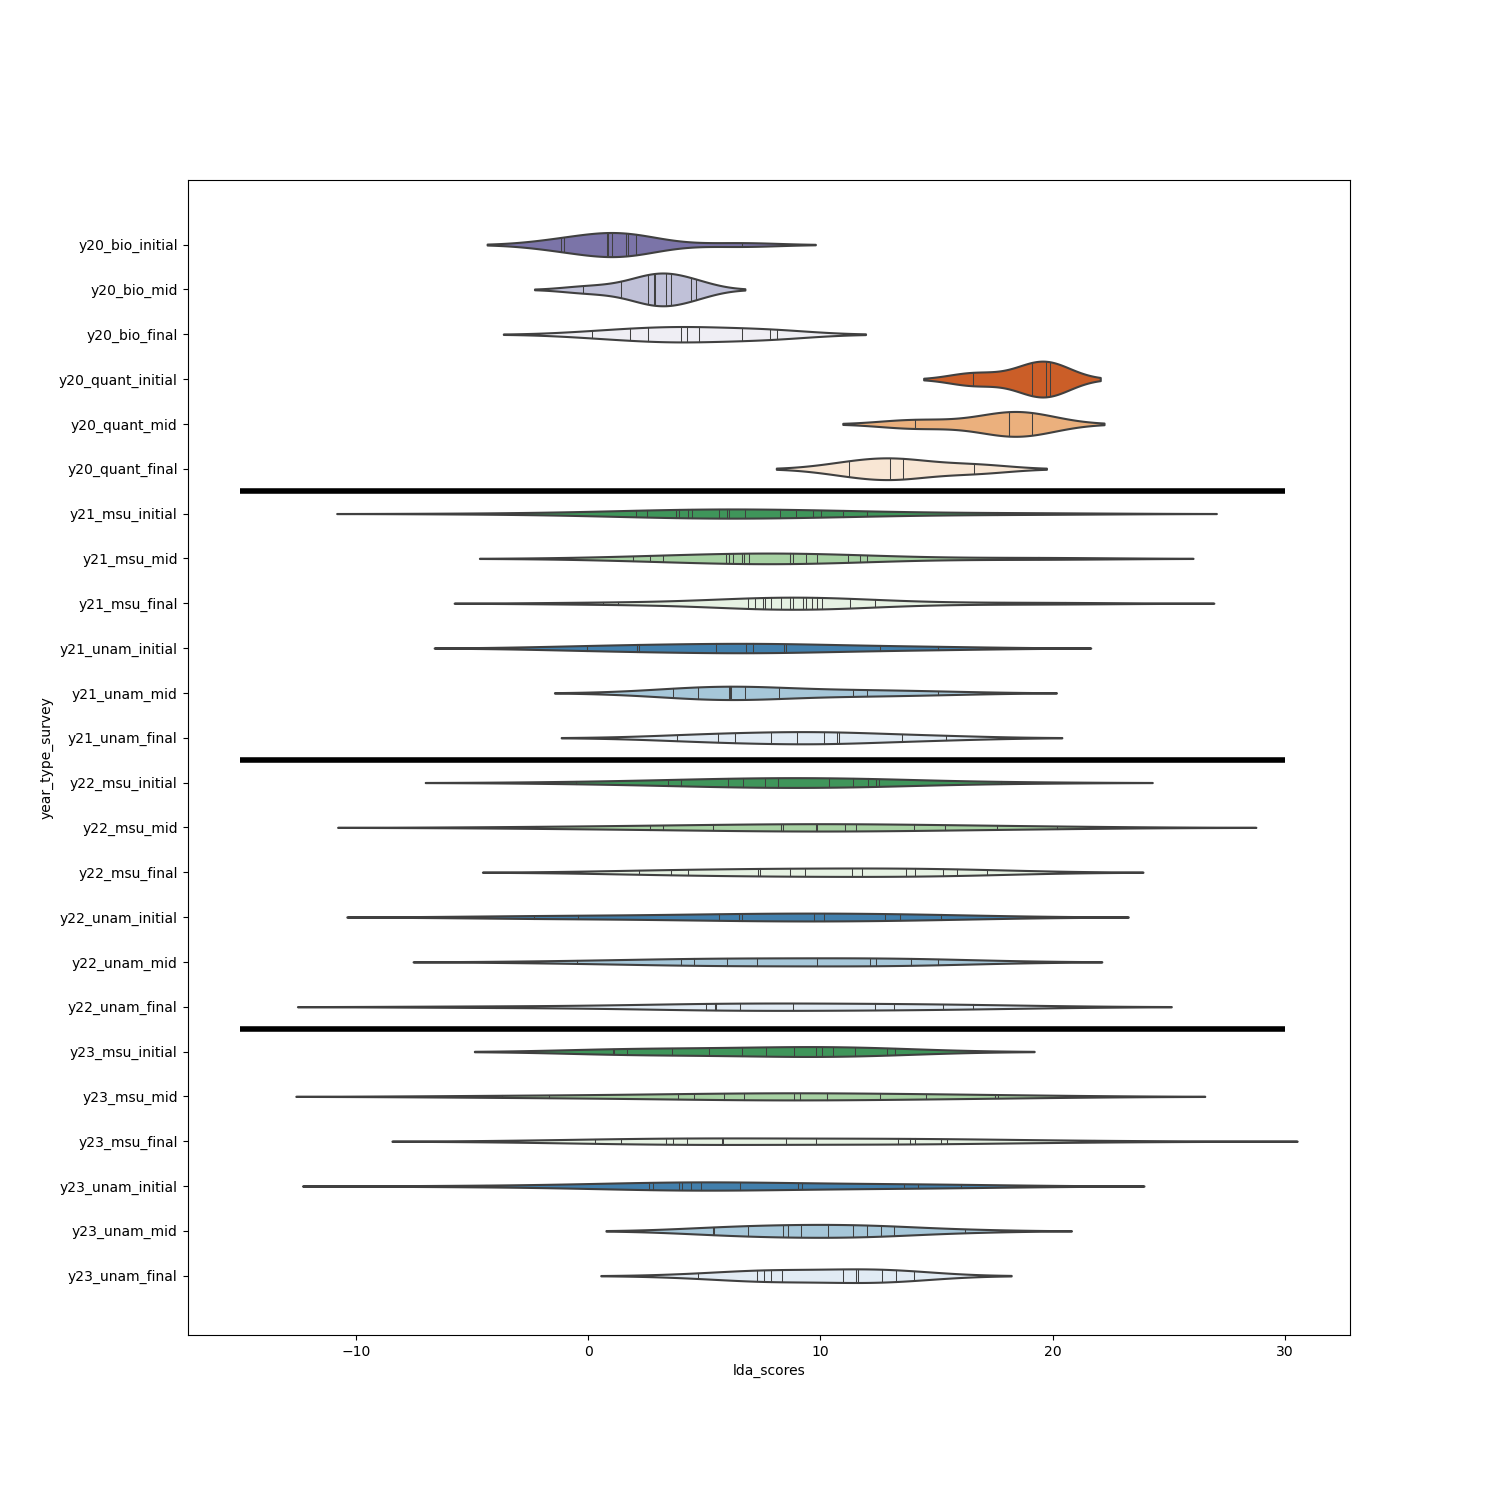 y20_bio_initial
y20_bio_mid
y20_bio_final
y20_quant_initial
y20_quant_mid
y20_quant_final
y21_msu_initial
y21_msu_mid
y21_msu_final
y21_unam_initial
y21_unam_mid
y21_unam_final
y22_msu_initial
y22_msu_mid
y22_msu_final
y22_unam_initial
y22_unam_mid
y22_unam_final
y23_msu_initial
y23_msu_mid
y23_msu_final
y23_unam_initial
y23_unam_mid
y23_unam_final
year_type_survey
−10 0 10 20 30
lda_scores